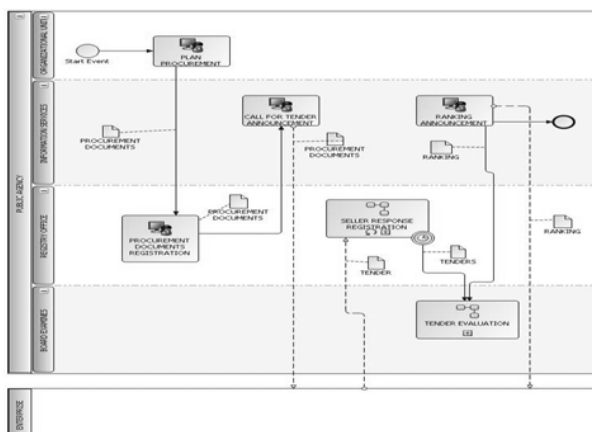 PUBLIC AGENCY
ORGANIZATIONAL UNIT
Start Event
PLAN
PROCUREMENT
INFORMATION SERVICES
PROCUREMENT
DOCUMENTS
CALL FOR TENDER
ANNOUNCEMENT
PROCUREMENT
DOCUMENTS
RANKING
ANNOUNCEMENT
RANKING
REGISTRY OFFICE
PROCUREMENT
DOCUMENTS
PROCUREMENT
DOCUMENTS
REGISTRATION
SELLER RESPONSE
REGISTRATION
TENDER
TENDERS
RANKING
BOARD EXAMINES
TENDER EVALUATION
ENTERPRISE